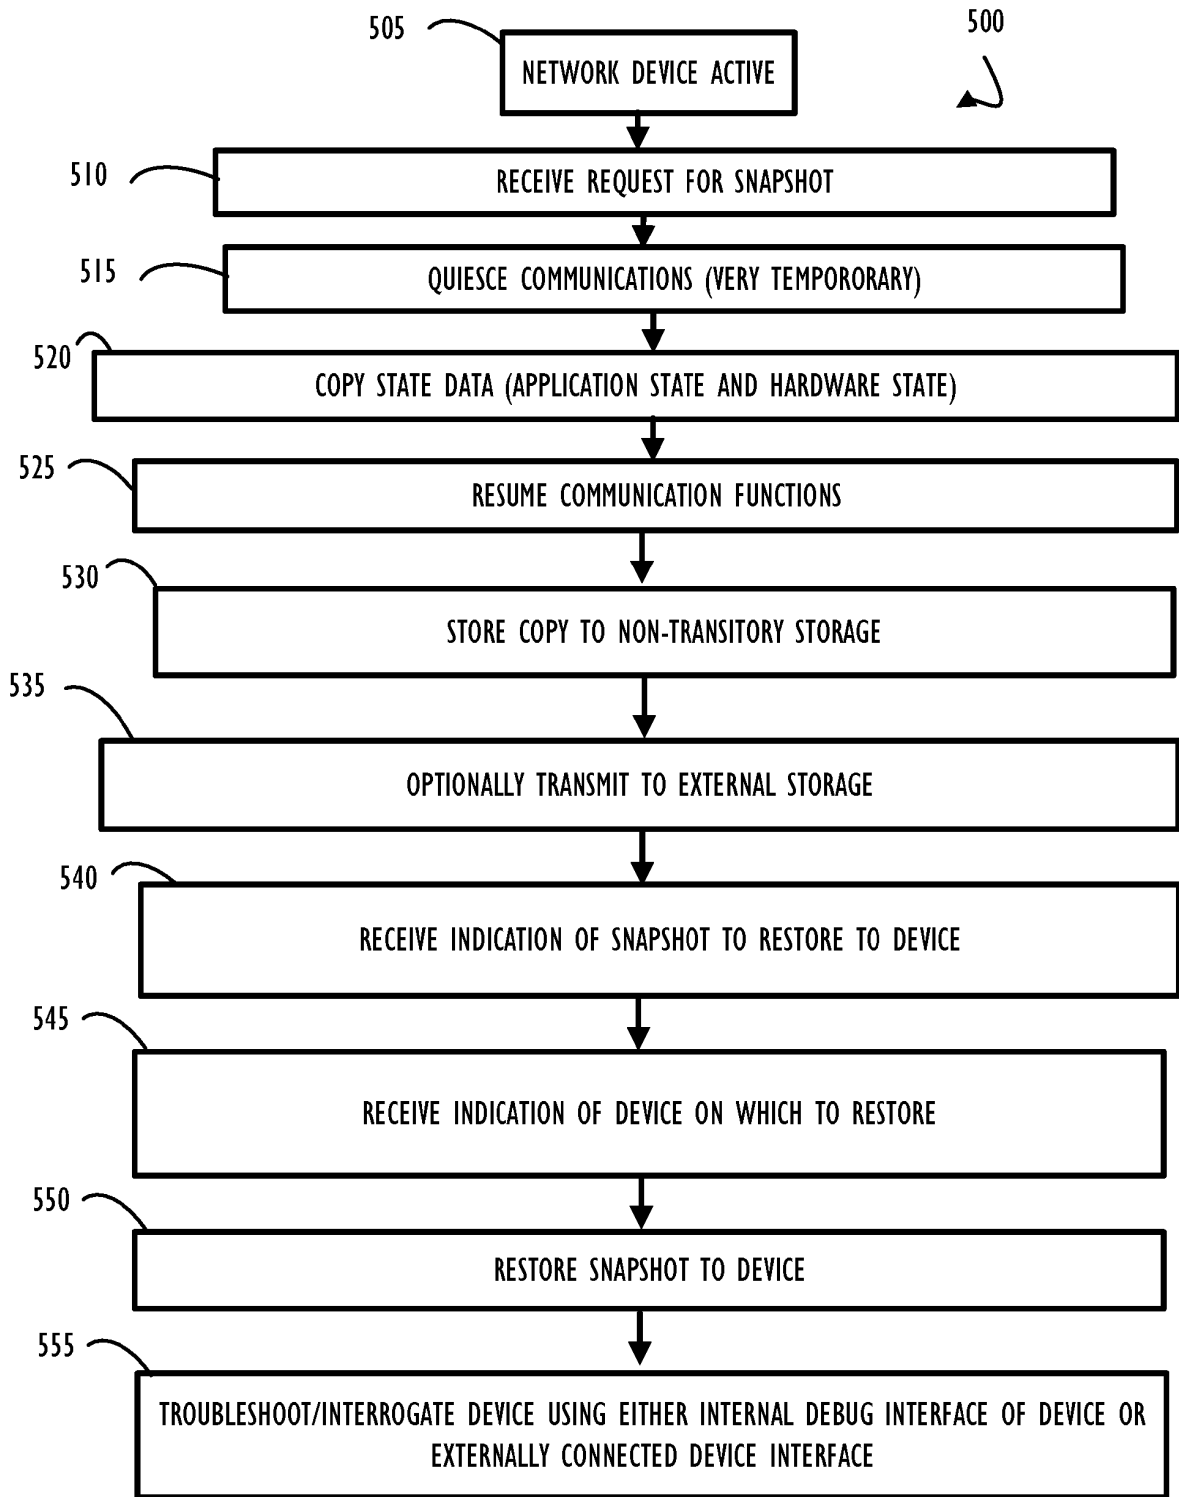 505
500
NETWORK DEVICE ACTIVE
510
RECEIVE REQUEST FOR SNAPSHOT
515
QUIESCE COMMUNICATIONS (VERY TEMPORORARY)
520
COPY STATE DATA (APPLICATION STATE AND HARDWARE STATE)
525
RESUME COMMUNICATION FUNCTIONS
530
STORE COPY TO NON-TRANSITORY STORAGE
535
OPTIONALLY TRANSMIT TO EXTERNAL STORAGE
540
RECEIVE INDICATION OF SNAPSHOT TO RESTORE TO DEVICE
545
RECEIVE INDICATION OF DEVICE ON WHICH TO RESTORE
550
RESTORE SNAPSHOT TO DEVICE
555
TROUBLESHOOT/INTERROGATE DEVICE USING EITHER INTERNAL DEBUG INTERFACE OF DEVICE OR
EXTERNALLY CONNECTED DEVICE INTERFACE